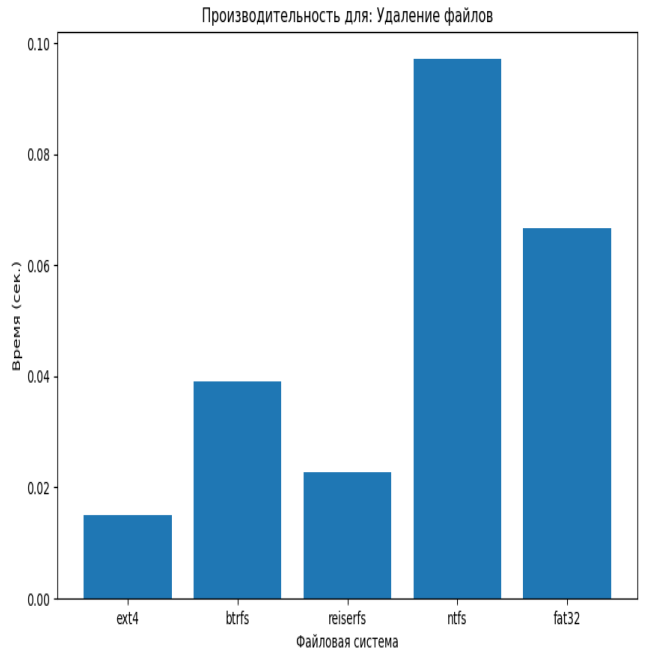 Производительность для: Удаление файлов
0.10
0.08
0.06
0.04
0.02
0.00
Время (сек.)
ext4 btrfs reiserfs ntfs fat32
Файловая система